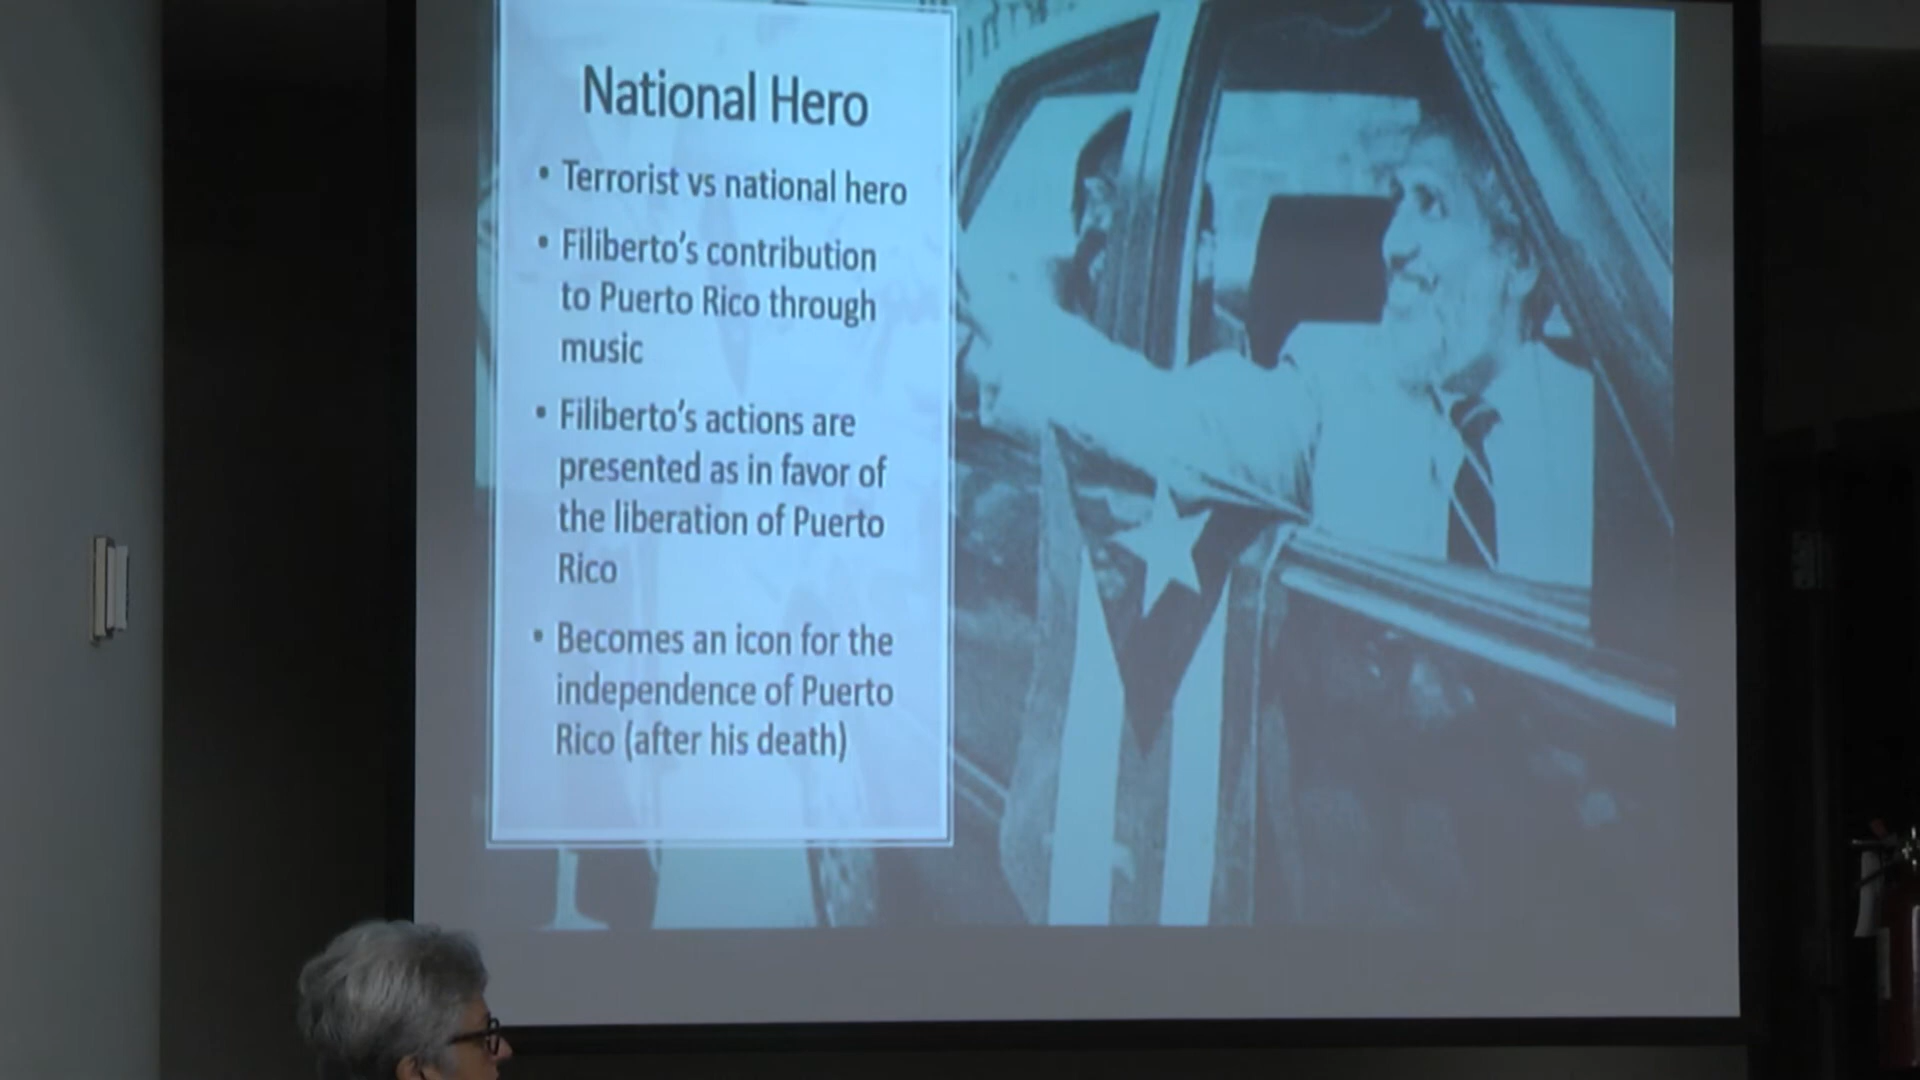 National Hero
• Terrorist vs national hero
• Filiberto's contribution
to Puerto Rico through
music
• Filiberto's actions are
presented as in favor of
the liberation of Puerto
Rico
• Becomes an icon for the
independence of Puerto
Rico (after his death)